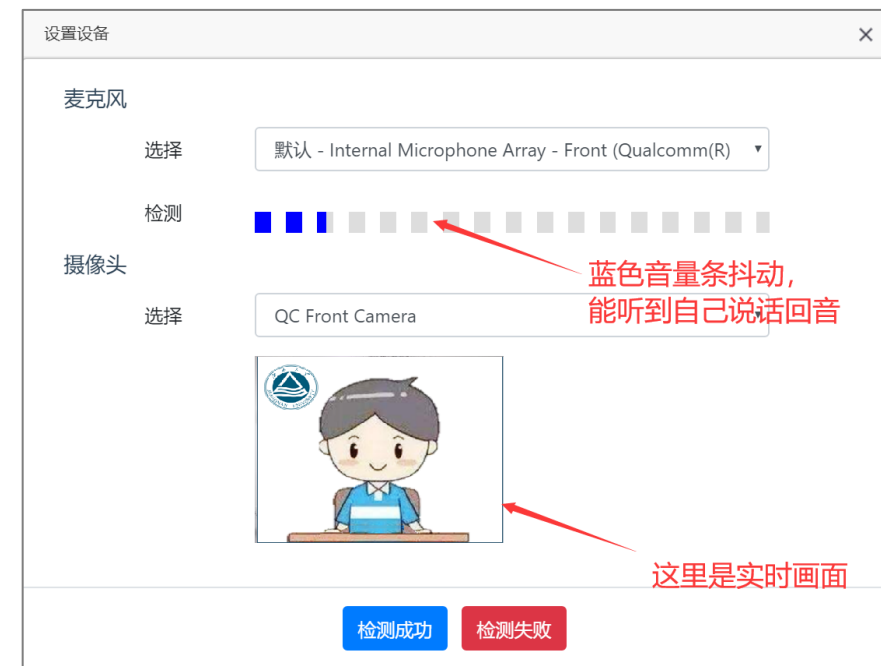 设置设备
麦克风
选择
默认 - Internal Microphone Array - Front (Qualcomm(R)
检测
蓝色音量条抖动，
能听到自己说话回音
摄像头
选择
QC Front Camera
这里是实时画面
检测成功
检测失败